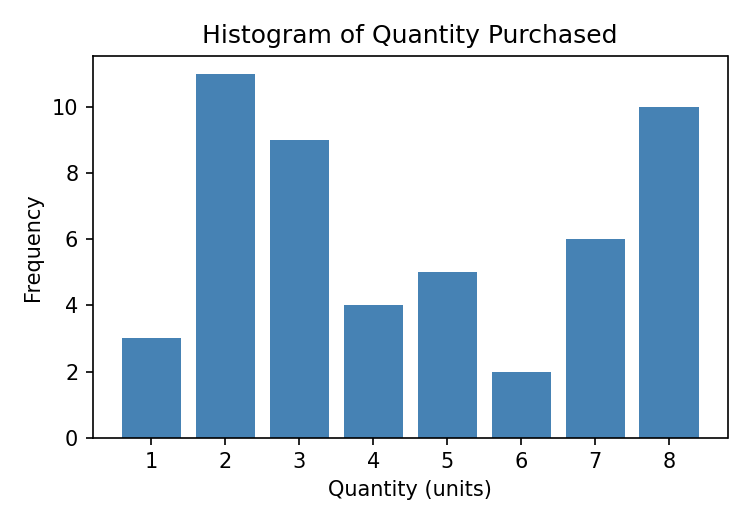 Histogram of Quantity Purchased
Frequency
10
8
6
4
2
0
1 2 3 4 5 6 7 8
Quantity (units)